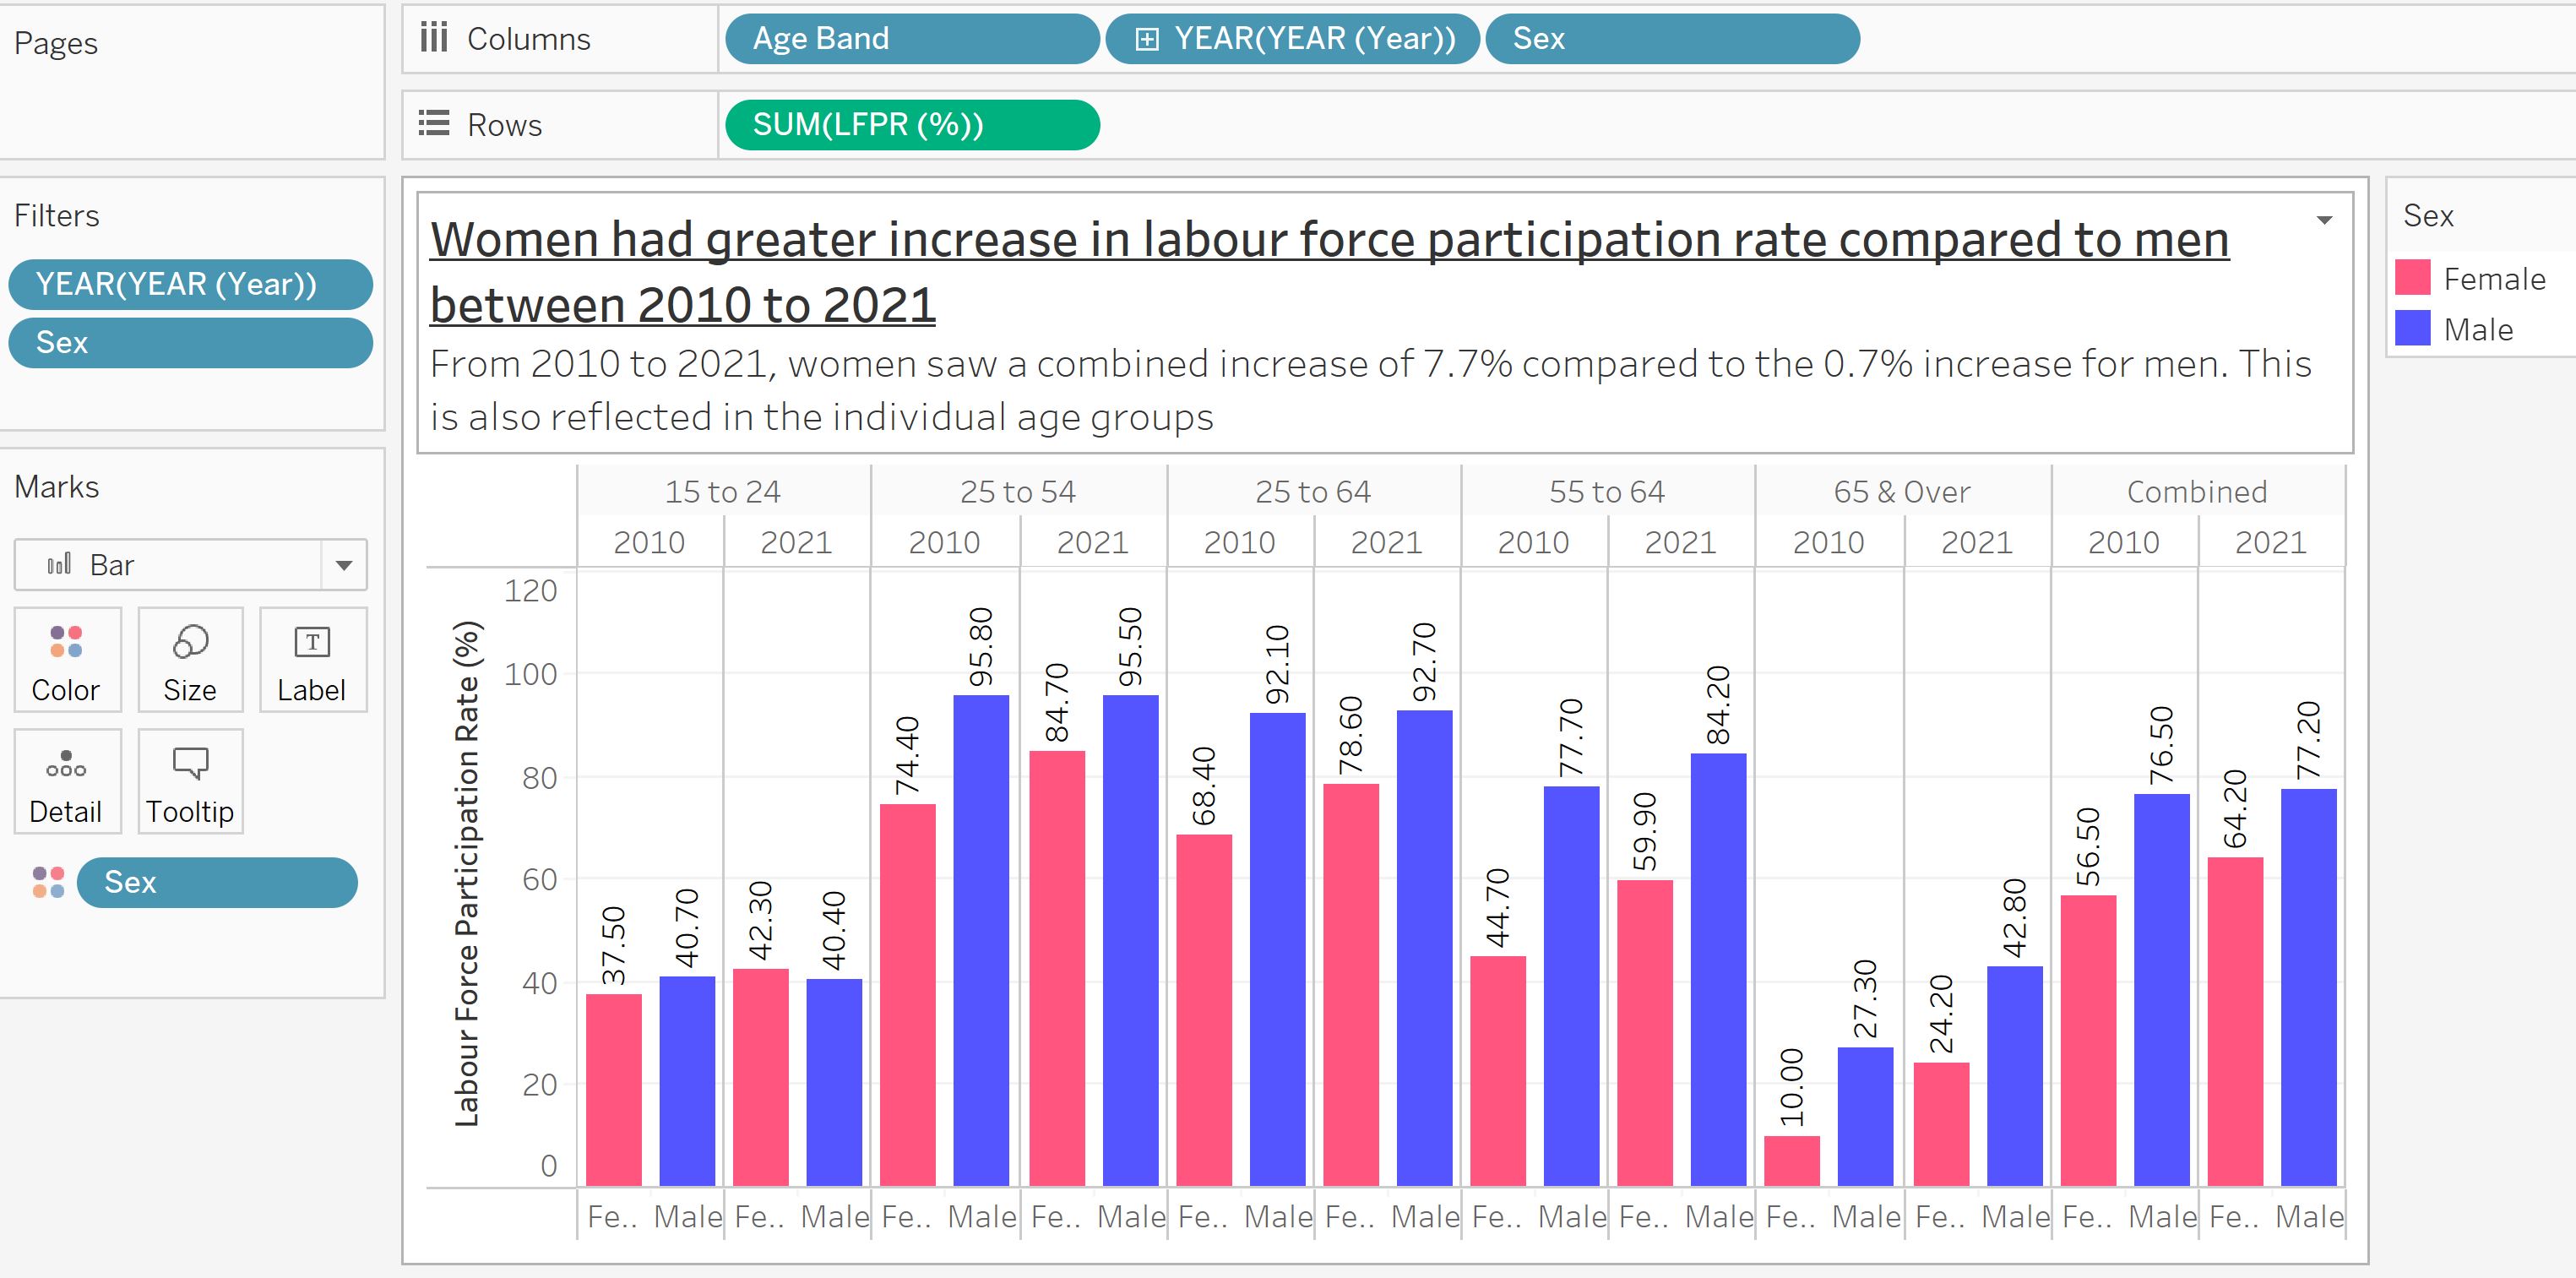 Pages
Columns
Age Band
YEAR(YEAR (Year))
Sex
Rows
SUM(LFPR (%))
Filters
YEAR(YEAR (Year))
Sex
Marks
Bar
Color
Size
T
Label
Detail
Tooltip
Sex
Women had greater increase in labour force participation rate compared to men
between 2010 to 2021
From 2010 to 2021, women saw a combined increase of 7.7% compared to the 0.7% increase for men. This
is also reflected in the individual age groups
Sex
Female
Male
15 to 24 25 to 54 25 to 64 55 to 64 65 & Over Combined
2010 2021 2010 2021 2010 2021 2010 2021 2010 2021 2010 2021
Labour Force Participation Rate (%)
120
100
80
60
40
20
0
37.50 40.70 42.30 40.40 74.40 95.80 84.70 95.50 68.40 92.10 78.60 92.70 44.70 77.70 59.90 84.20 10.00 27.30 24.20 42.80 56.50 76.50 64.20 77.20
Fe.. Male Fe.. Male Fe.. Male Fe.. Male Fe.. Male Fe.. Male Fe.. Male Fe.. Male Fe.. Male Fe.. Male Fe.. Male Fe.. Male